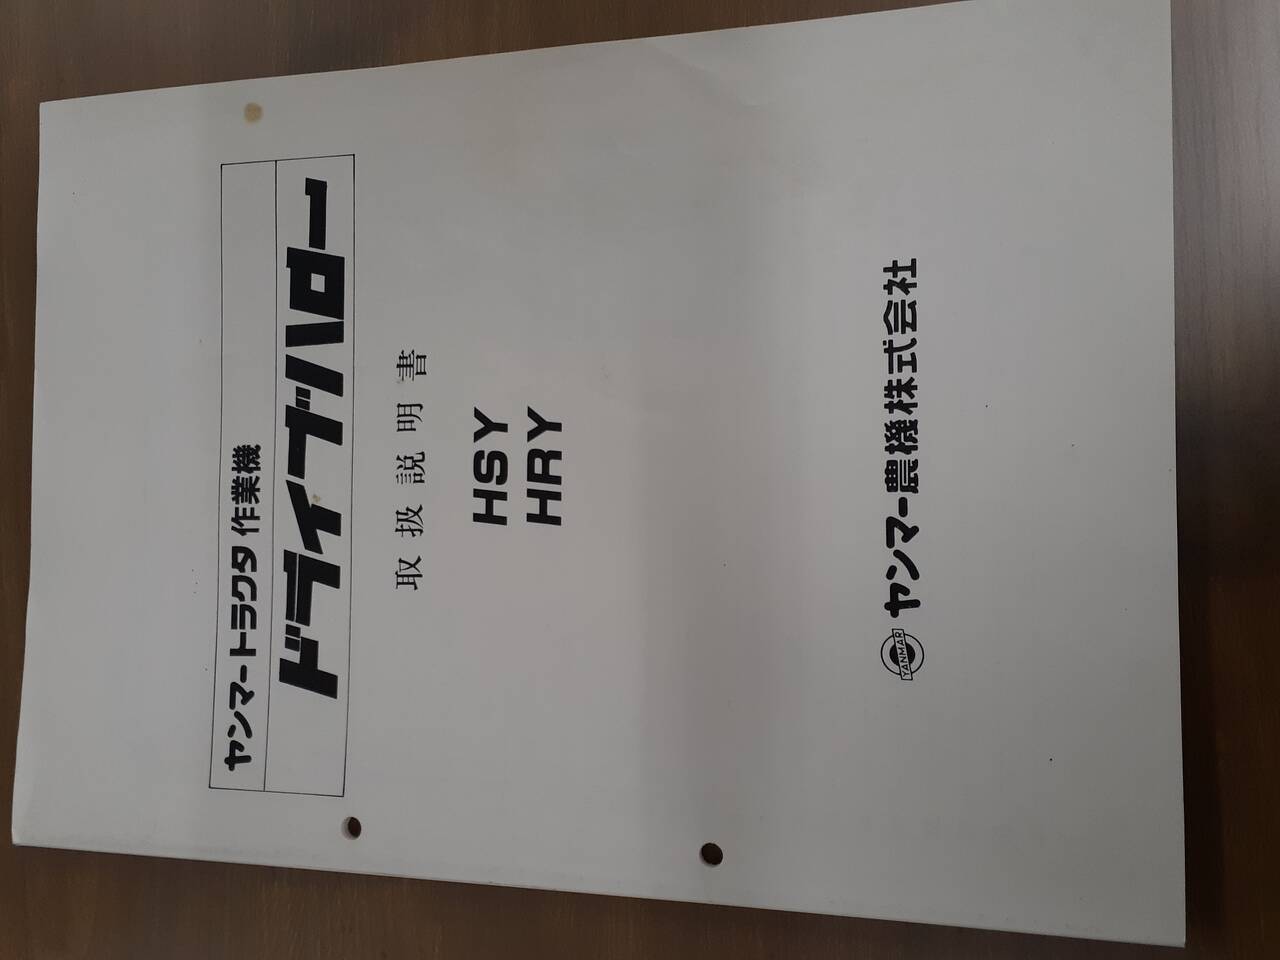 ヤンマートラクタ作業機
ドライブハロー
取扱説明書
HSY
HRY
YANMAR ヤンマー農機株式会社